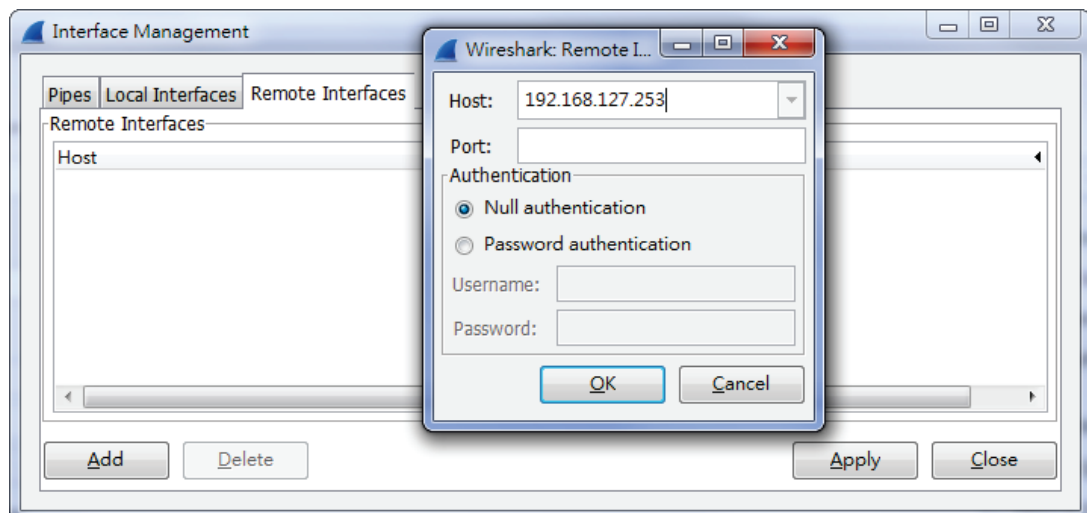 Interface Management
Pipes Local Interfaces Remote Interfaces
Remote Interfaces
Host
Wireshark: Remote I...
Host: 192.168.127.253
Port:
Authentication
Null authentication
Password authentication
Username:
Password:
OK Cancel
Add Delete Apply Close